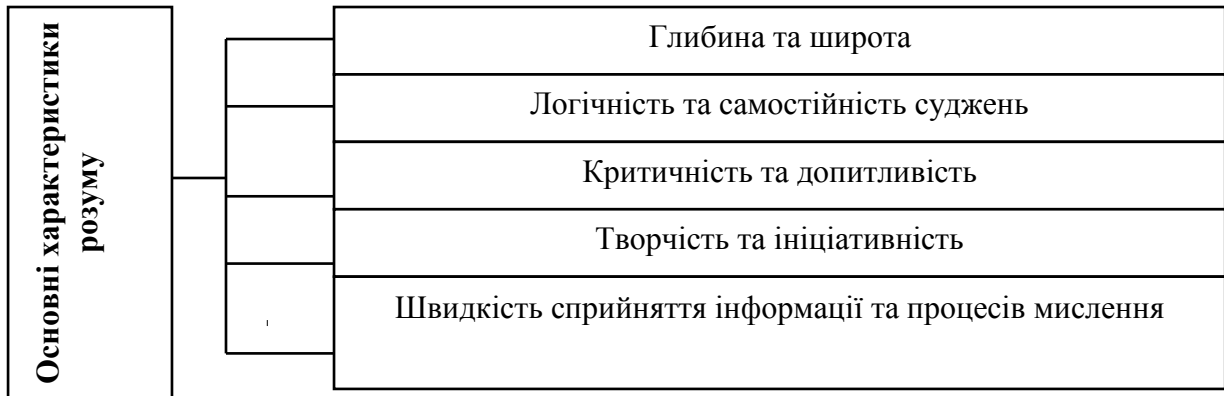 Основні характеристики
розуму
Глибина та широта
Логічність та самостійність суджень
Критичність та допитливість
Творчість та ініціативність
Швидкість сприйняття інформації та процесів мислення